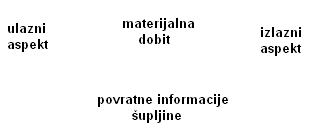 ulazni
aspekt
materijalna
dobit
izlazni
aspekt
povratne informacije
šupljine